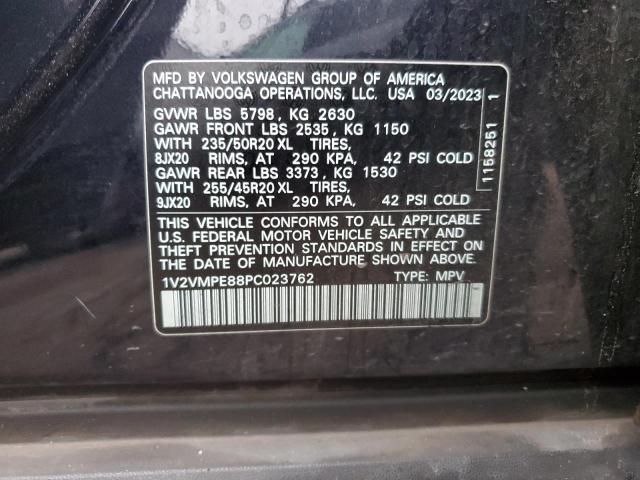 MFD BY VOLKSWAGEN GROUP OF AMERICA
CHATTANOOGA OPERATIONS, LLC. USA 03/2023
GVWR LBS 5798, KG 2630
GAWR FRONT LBS 2535, KG 1150
WITH 235/50R20 XL TIRES,
8JX20 RIMS, AT 290 KPA, 42 PSI COLD
GAWR REAR LBS 3373, KG 1530
WITH 255/45R20 XL TIRES,
9JX20 RIMS, AT 290 KPA, 42 PSI COLD
THIS VEHICLE CONFORMS TO ALL APPLICABLE
U.S. FEDERAL MOTOR VEHICLE SAFETY AND
THEFT PREVENTION STANDARDS IN EFFECT ON
THE DATE OF MANUFACTURE SHOWN ABOVE.
1V2VMPE88PC023762 TYPE: MPV
1158251 1